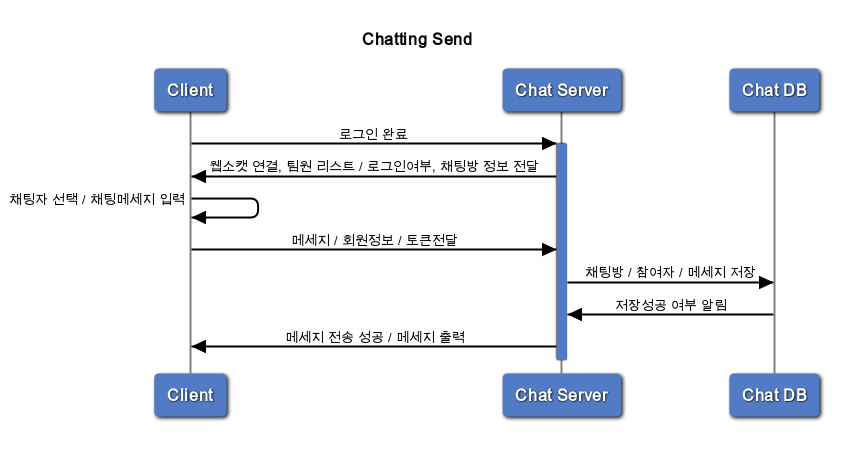 Chatting Send
Client
Chat Server
Chat DB
로그인 완료
웹소캣 연결, 팀원 리스트 / 로그인여부, 채팅방 정보 전달
채팅자 선택 / 채팅메세지 입력
메세지 / 회원정보 / 토큰전달
채팅방 / 참여자 / 메세지 저장
저장성공 여부 알림
메세지 전송 성공 / 메세지 출력
Client
Chat Server
Chat DB